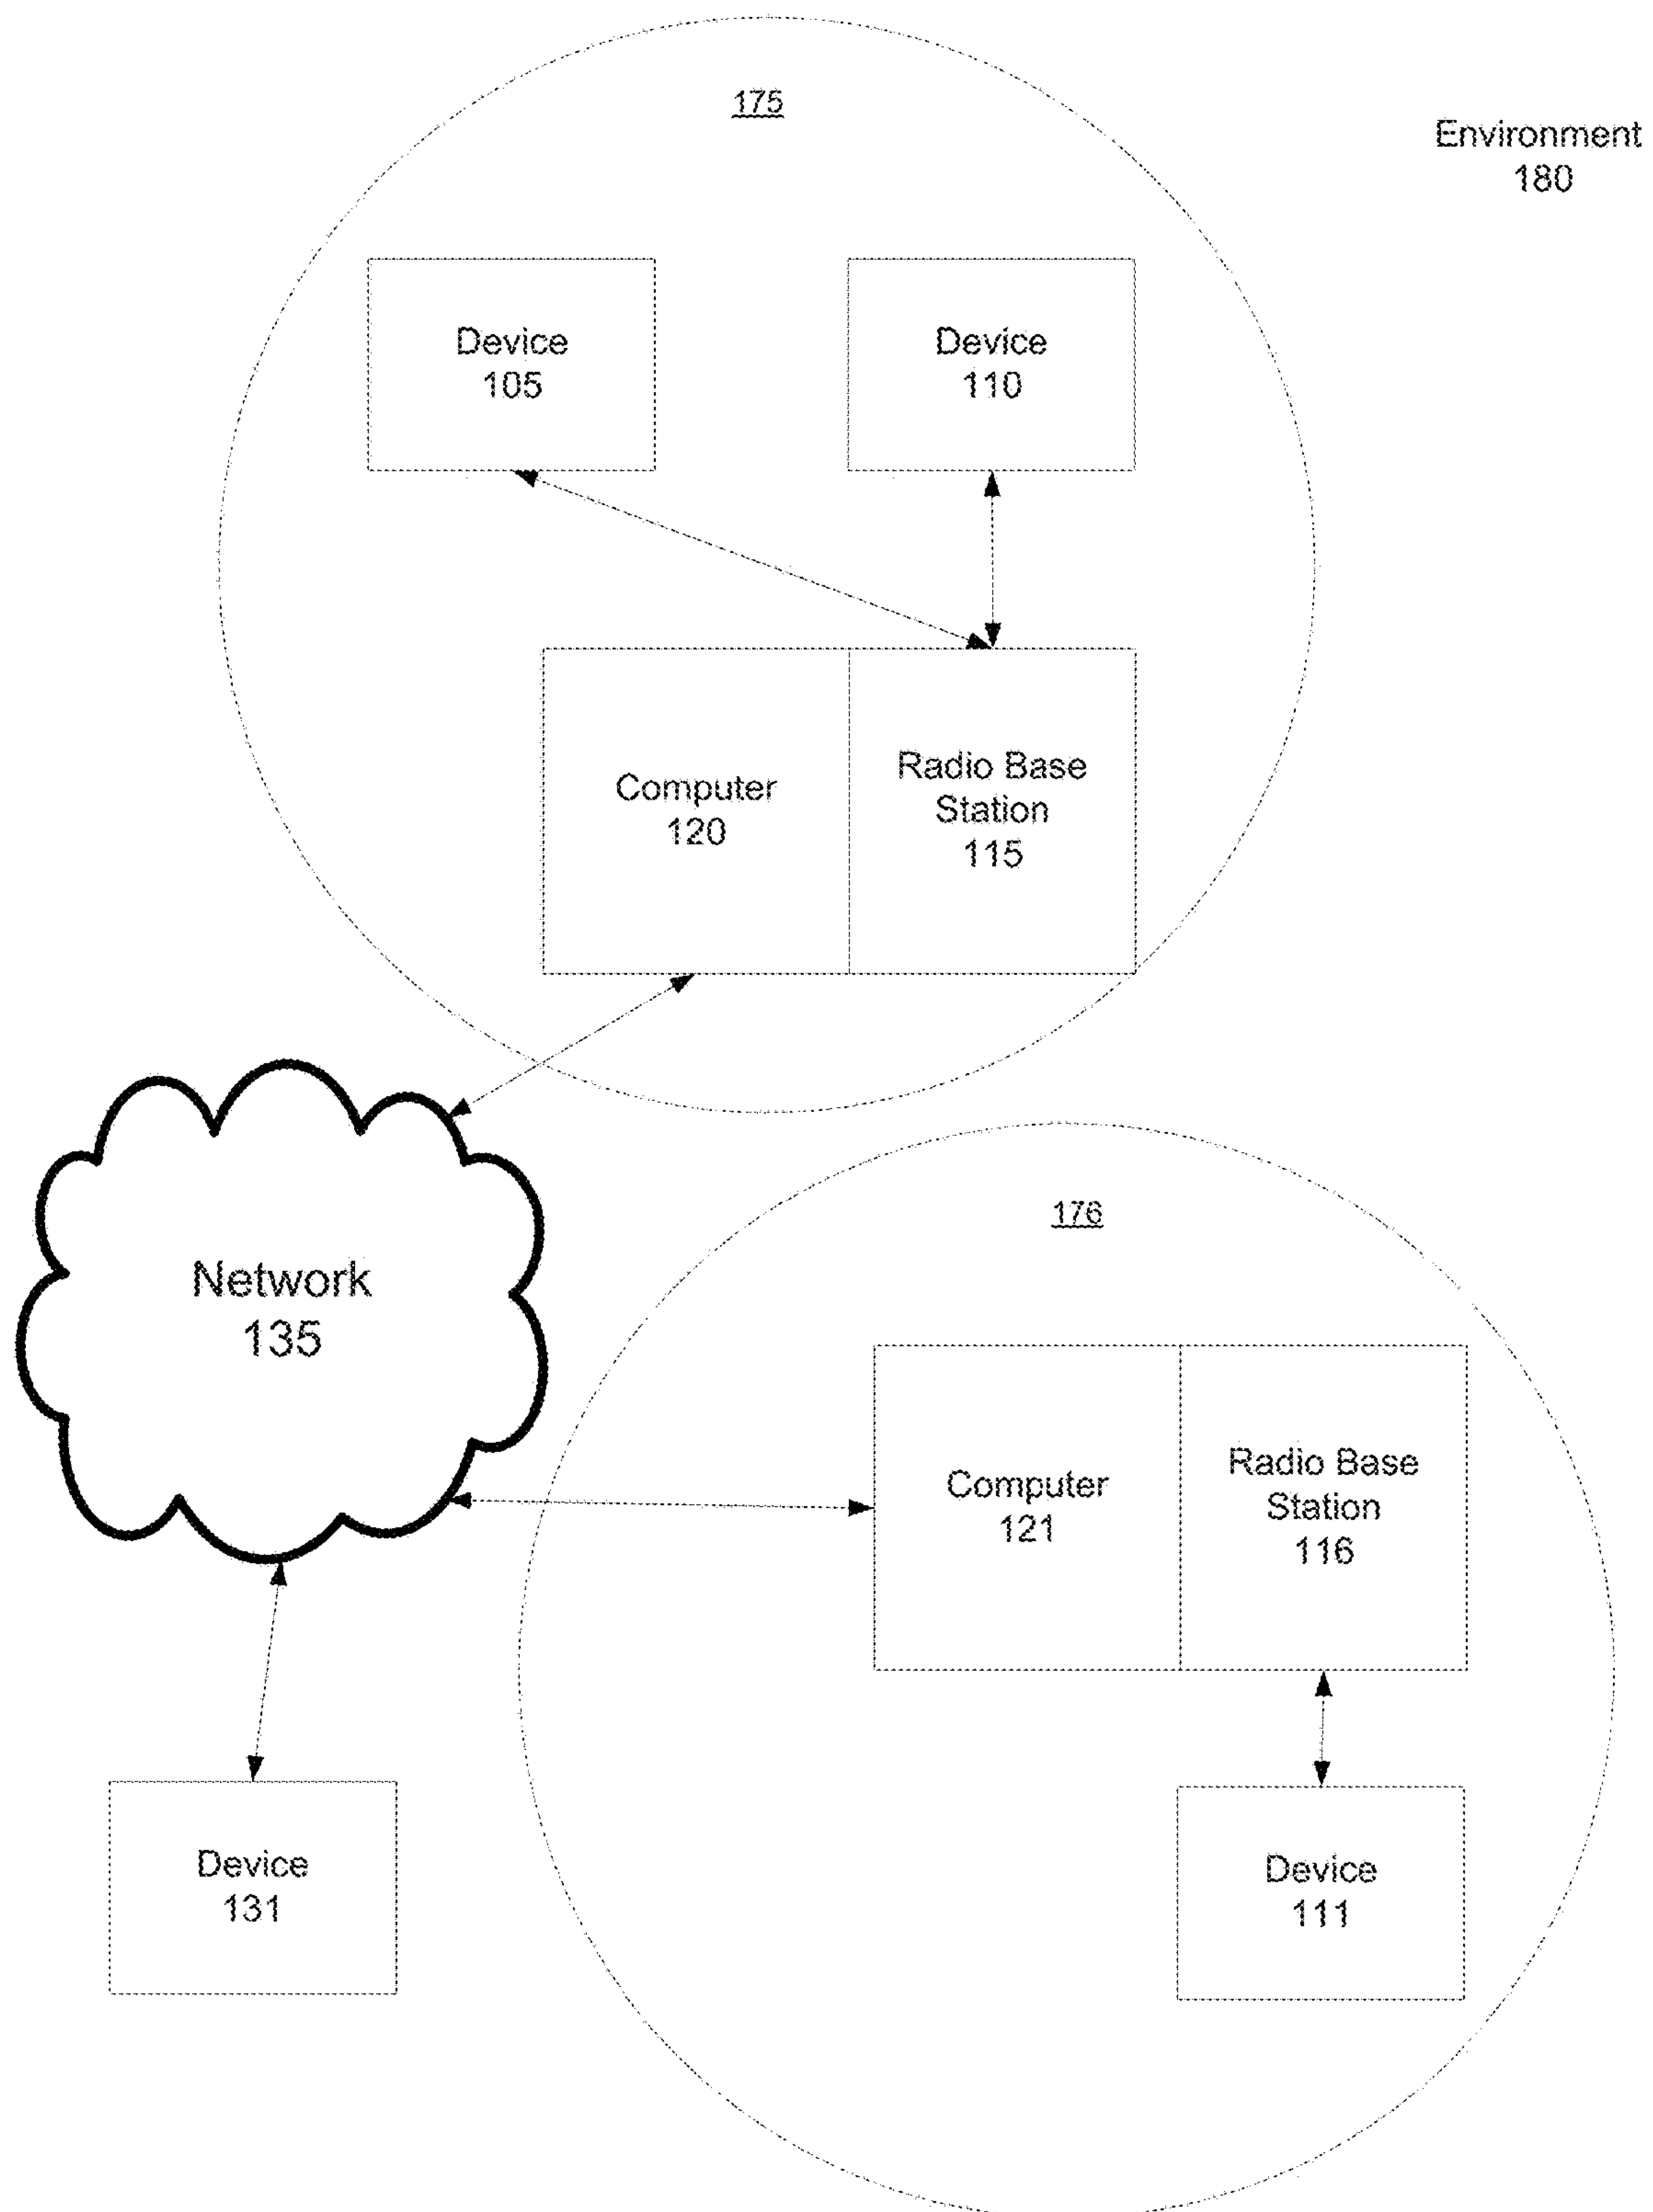 175
Environment
180
Device
105
Device
110
Computer
120
Radio Base
Station
115
Network
135
176
Computer
121
Radio Base
Station
116
Device
131
Device
111